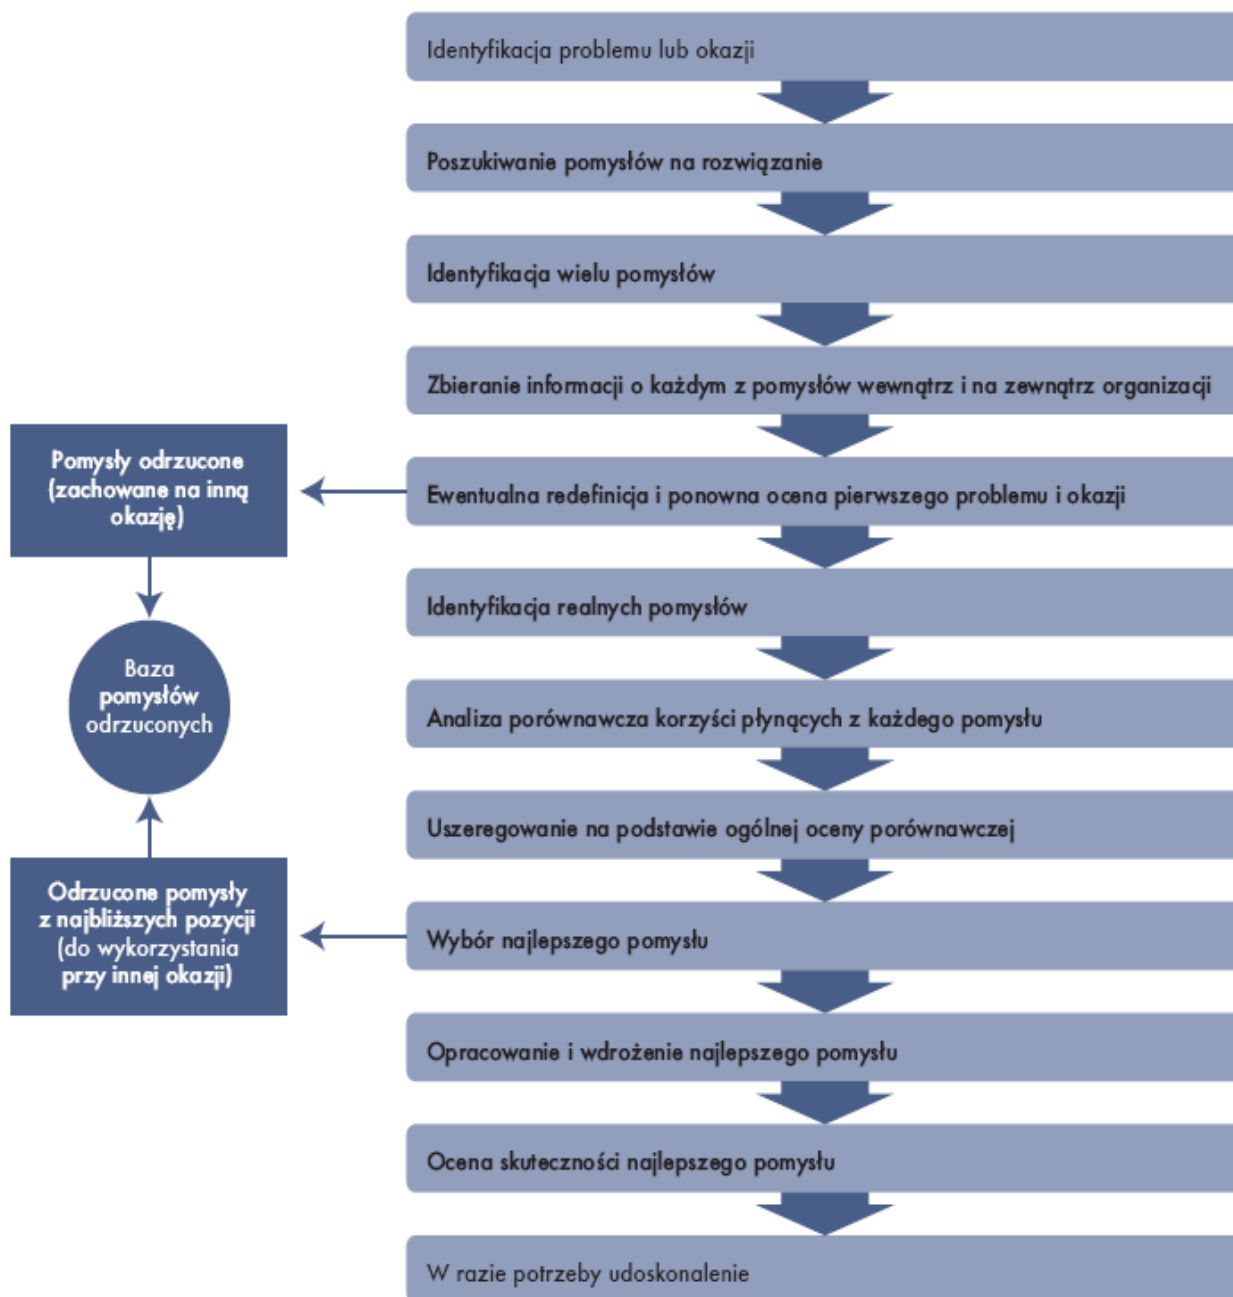 Identyfikacja problemu lub okazji
Poszukiwanie pomysłów na rozwiązanie
Identyfikacja wielu pomysłów
Zbieranie informacji o każdym z pomysłów wewnątrz i na zewnątrz organizacji
Ewentualna redefinicja i ponowna ocena pierwszego problemu i okazji
Pomysły odrzucone
(zachowane na inną
okazję)
Identyfikacja realnych pomysłów
Baza
pomysłów
odrzuconych
Analiza porównawcza korzyści płynących z każdego pomysłu
Uszeregowanie na podstawie ogólnej oceny porównawczej
Wybór najlepszego pomysłu
Odrzucone pomysły
z najbliższych pozycji
(do wykorzystania
przy innej okazji)
Opracowanie i wdrożenie najlepszego pomysłu
Ocena skuteczności najlepszego pomysłu
W razie potrzeby udoskonalenie